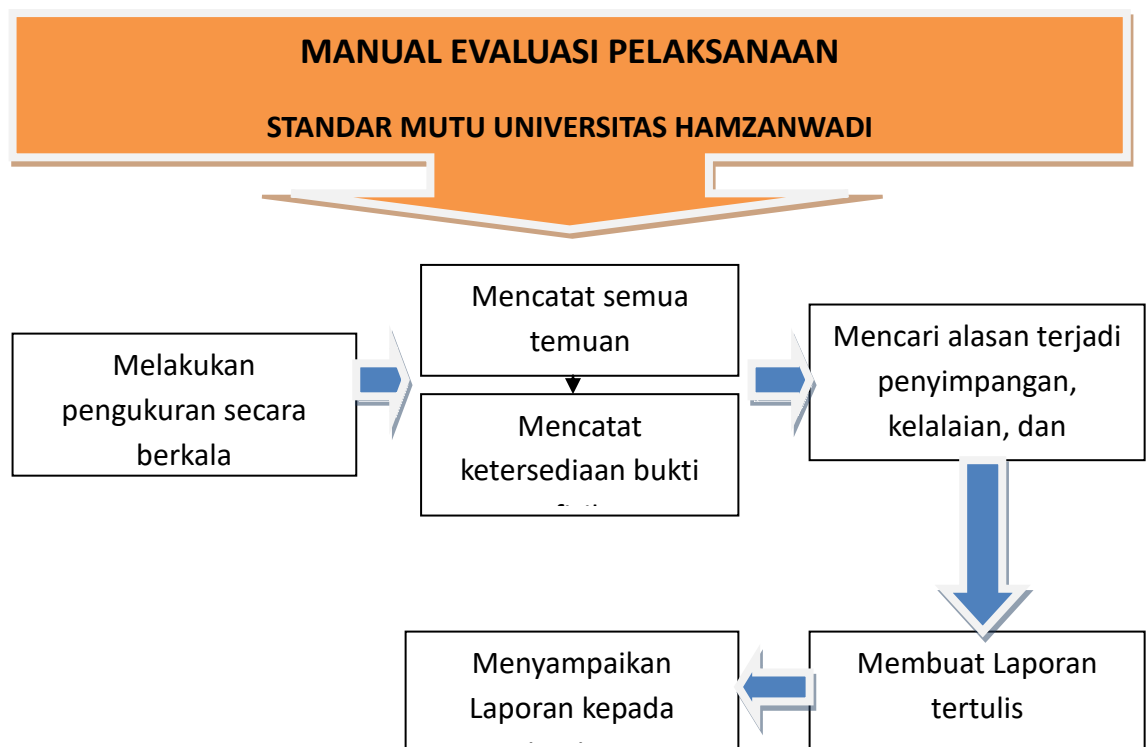 MANUAL EVALUASI PELAKSANAAN
STANDAR MUTU UNIVERSITAS HAMZANWADI
Melakukan
pengukuran secara
berkala
Mencatat semua
temuan
Mencatat
ketersediaan bukti
Mencari alasan terjadi
penyimpangan,
kelalaian, dan
Membuat Laporan
tertulis
Menyampaikan
Laporan kepada